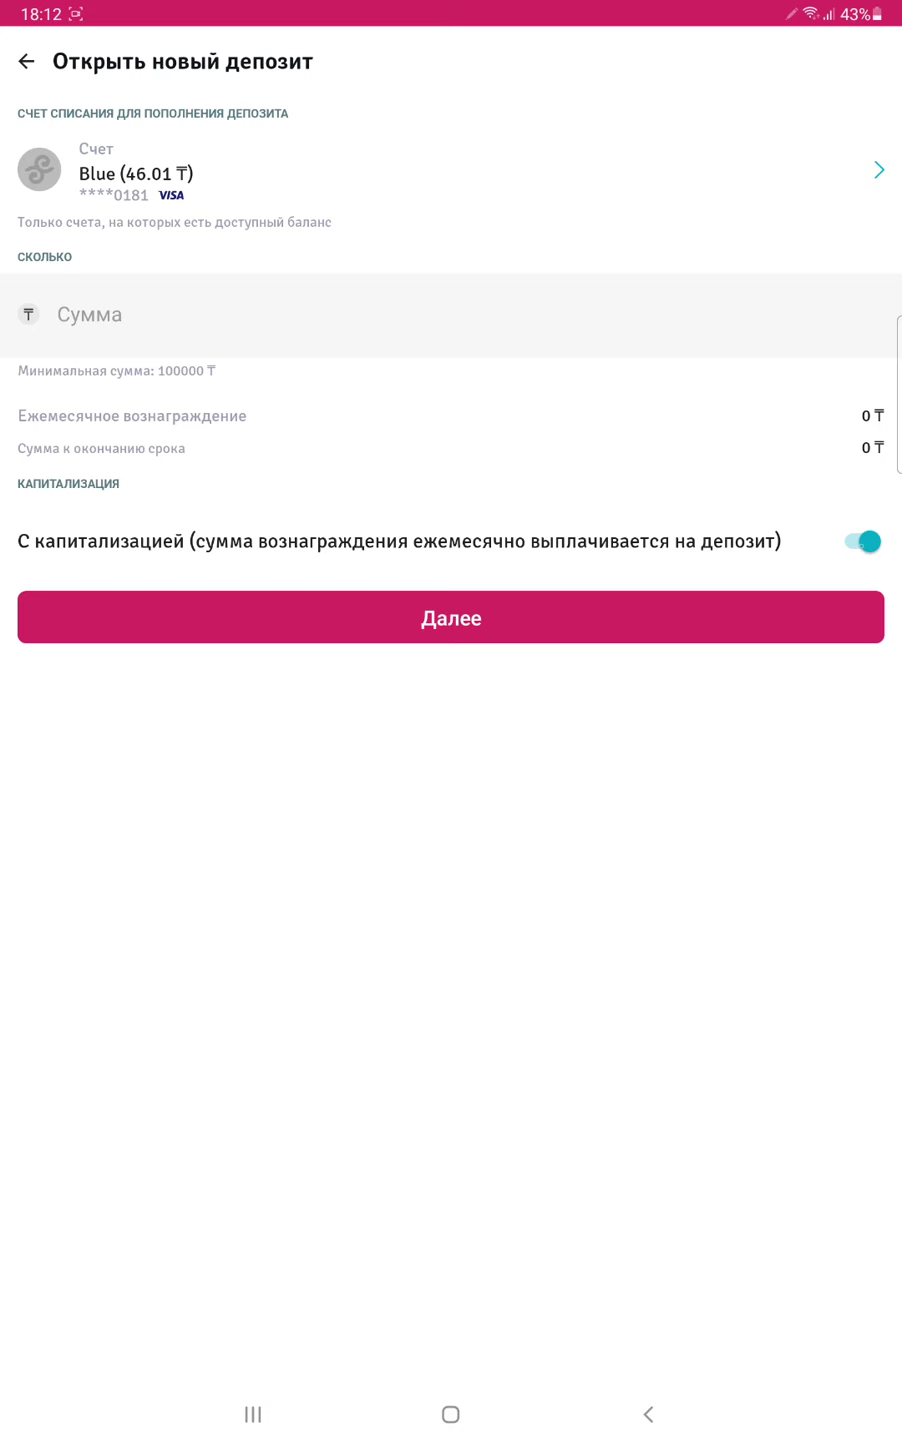 18:12 43%
Открыть новый депозит
СЧЕТ СПИСАНИЯ ДЛЯ ПОПОЛНЕНИЯ ДЕПОЗИТА
Счет
Blue (46.01 ₸)
****0181 VISA
Только счета, на которых есть доступный баланс
СКОЛЬКО
₸ Сумма
Минимальная сумма: 100000 ₸
Ежемесячное вознаграждение 0 ₸
Сумма к окончанию срока 0 ₸
КАПИТАЛИЗАЦИЯ
С капитализацией (сумма вознаграждения ежемесячно выплачивается на депозит)
Далее